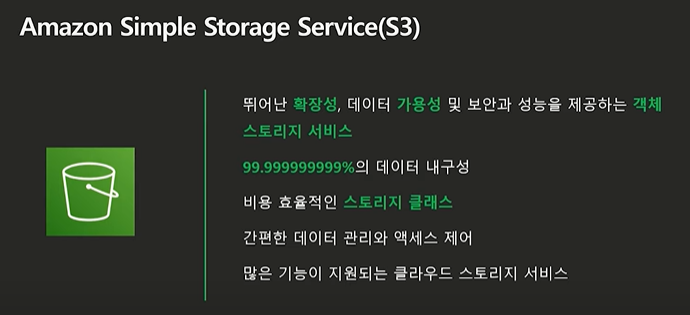 Amazon Simple Storage Service(S3)
뛰어난 확장성, 데이터 가용성 및 보안과 성능을 제공하는 객체
스토리지 서비스
99.999999999%의 데이터 내구성
비용 효율적인 스토리지 클래스
간편한 데이터 관리와 액세스 제어
많은 기능이 지원되는 클라우드 스토리지 서비스